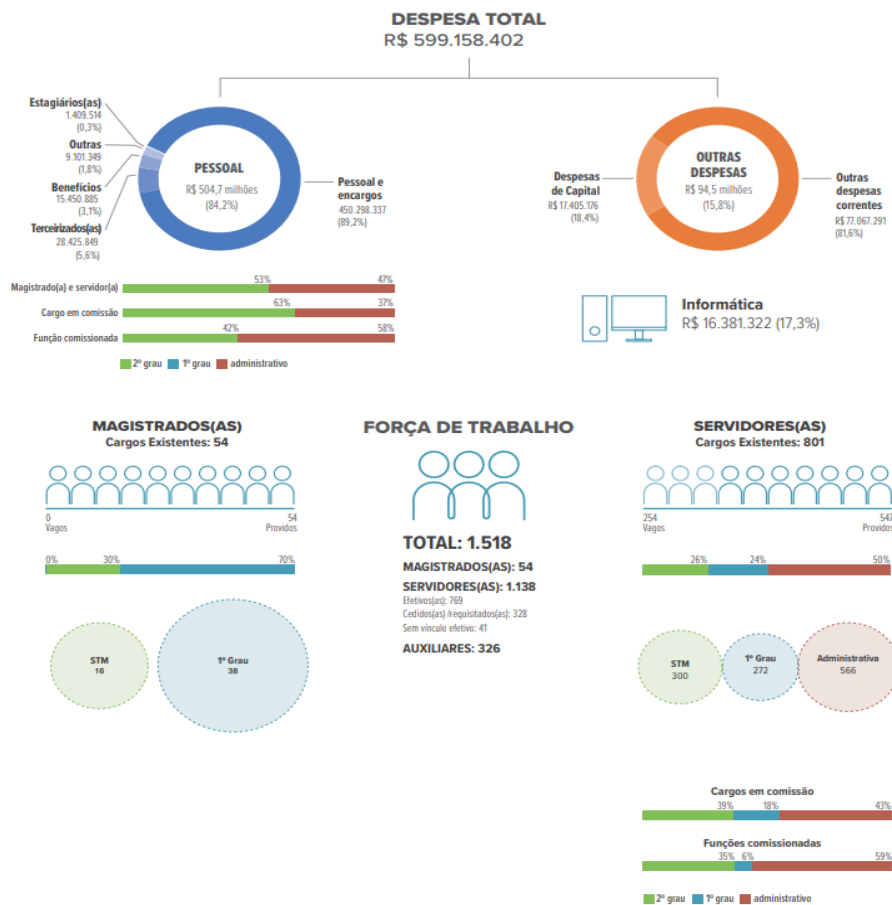 DESPESA TOTAL
R$ 599.158.402
Estagiários(as)
1.409.514
(0,3%)
Outras
9.101.349
(1,8%)
Benefícios
15.450.885
(3,1%)
Terceirizados(as)
28.425.849
(5,6%)
PESSOAL
R$ 504,7 milhões
(84,2%)
Pessoal e
encargos
450.298.337
(89,2%)
Despesas
de Capital
R$ 17.405.176
(18,4%)
OUTRAS
DESPESAS
R$ 94,5 milhões
(15,8%)
Outras
despesas
correntes
R$ 77.067.291
(81,6%)
53% 47%
Magistrado(a) e servidor(a)
63% 37%
Cargo em comissão
42% 58%
Função comissionada
2º grau 1º grau administrativo
Informática
R$ 16.381.322 (17,3%)
MAGISTRADOS(AS)
Cargos Existentes: 54
0 54
Vagos Providos
0% 30% 70%
STM
16
1º Grau
38
FORÇA DE TRABALHO
TOTAL: 1.518
MAGISTRADOS(AS): 54
SERVIDORES(AS): 1.138
Efetivos(as): 769
Cedidos(as) /requisitados(as): 328
Sem vínculo efetivo: 41
AUXILIARES: 326
SERVIDORES(AS)
Cargos Existentes: 801
254 547
Vagos Providos
26% 24% 50%
STM
300
1º Grau
272
Administrativa
566
Cargos em comissão
39% 18% 43%
Funções comissionadas
35% 6% 59%
2º grau 1º grau administrativo